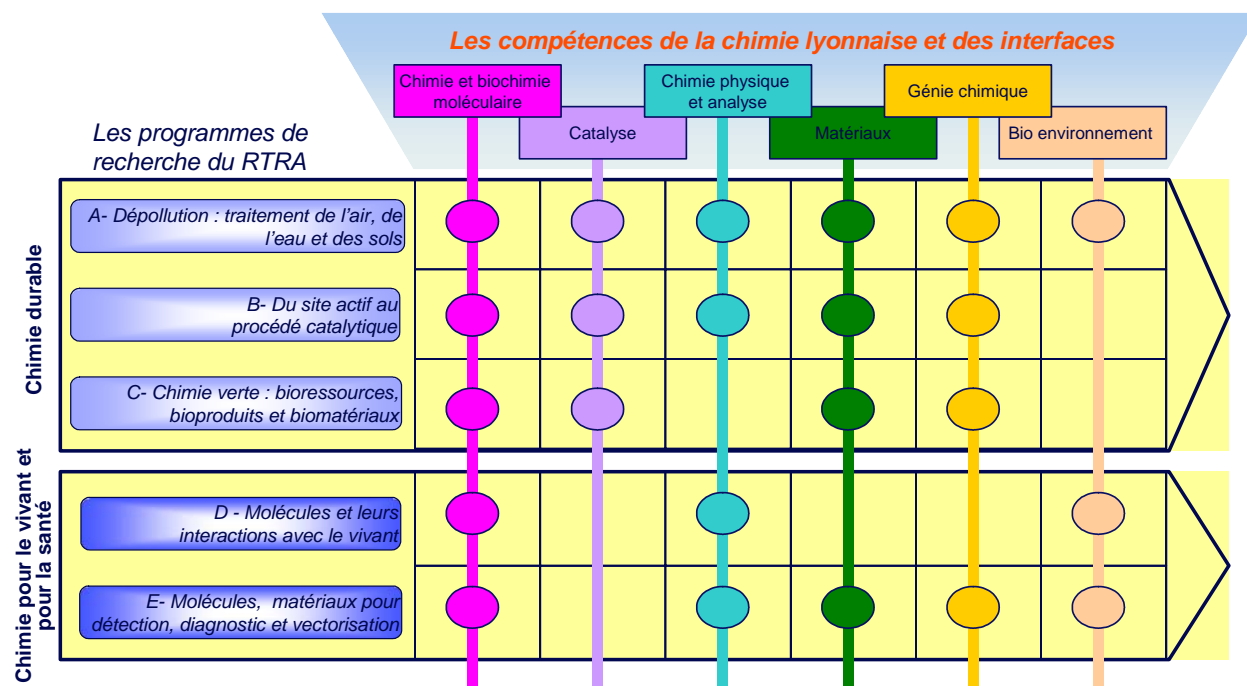 Les compétences de la chimie lyonnaise et des interfaces
Chimie et biochimie
moléculaire
Chimie physique
et analyse
Génie chimique
Catalyse
Matériaux
Bio environnement
Les programmes de
recherche du RTRA
Chimie durable
A- Dépollution : traitement de l’air, de
l’eau et des sols
B- Du site actif au
procédé catalytique
C- Chimie verte : bioressources,
bioproduits et biomatériaux
Chimie pour le vivant et
pour la santé
D - Molécules et leurs
interactions avec le vivant
E- Molécules, matériaux pour
détection, diagnostic et vectorisation